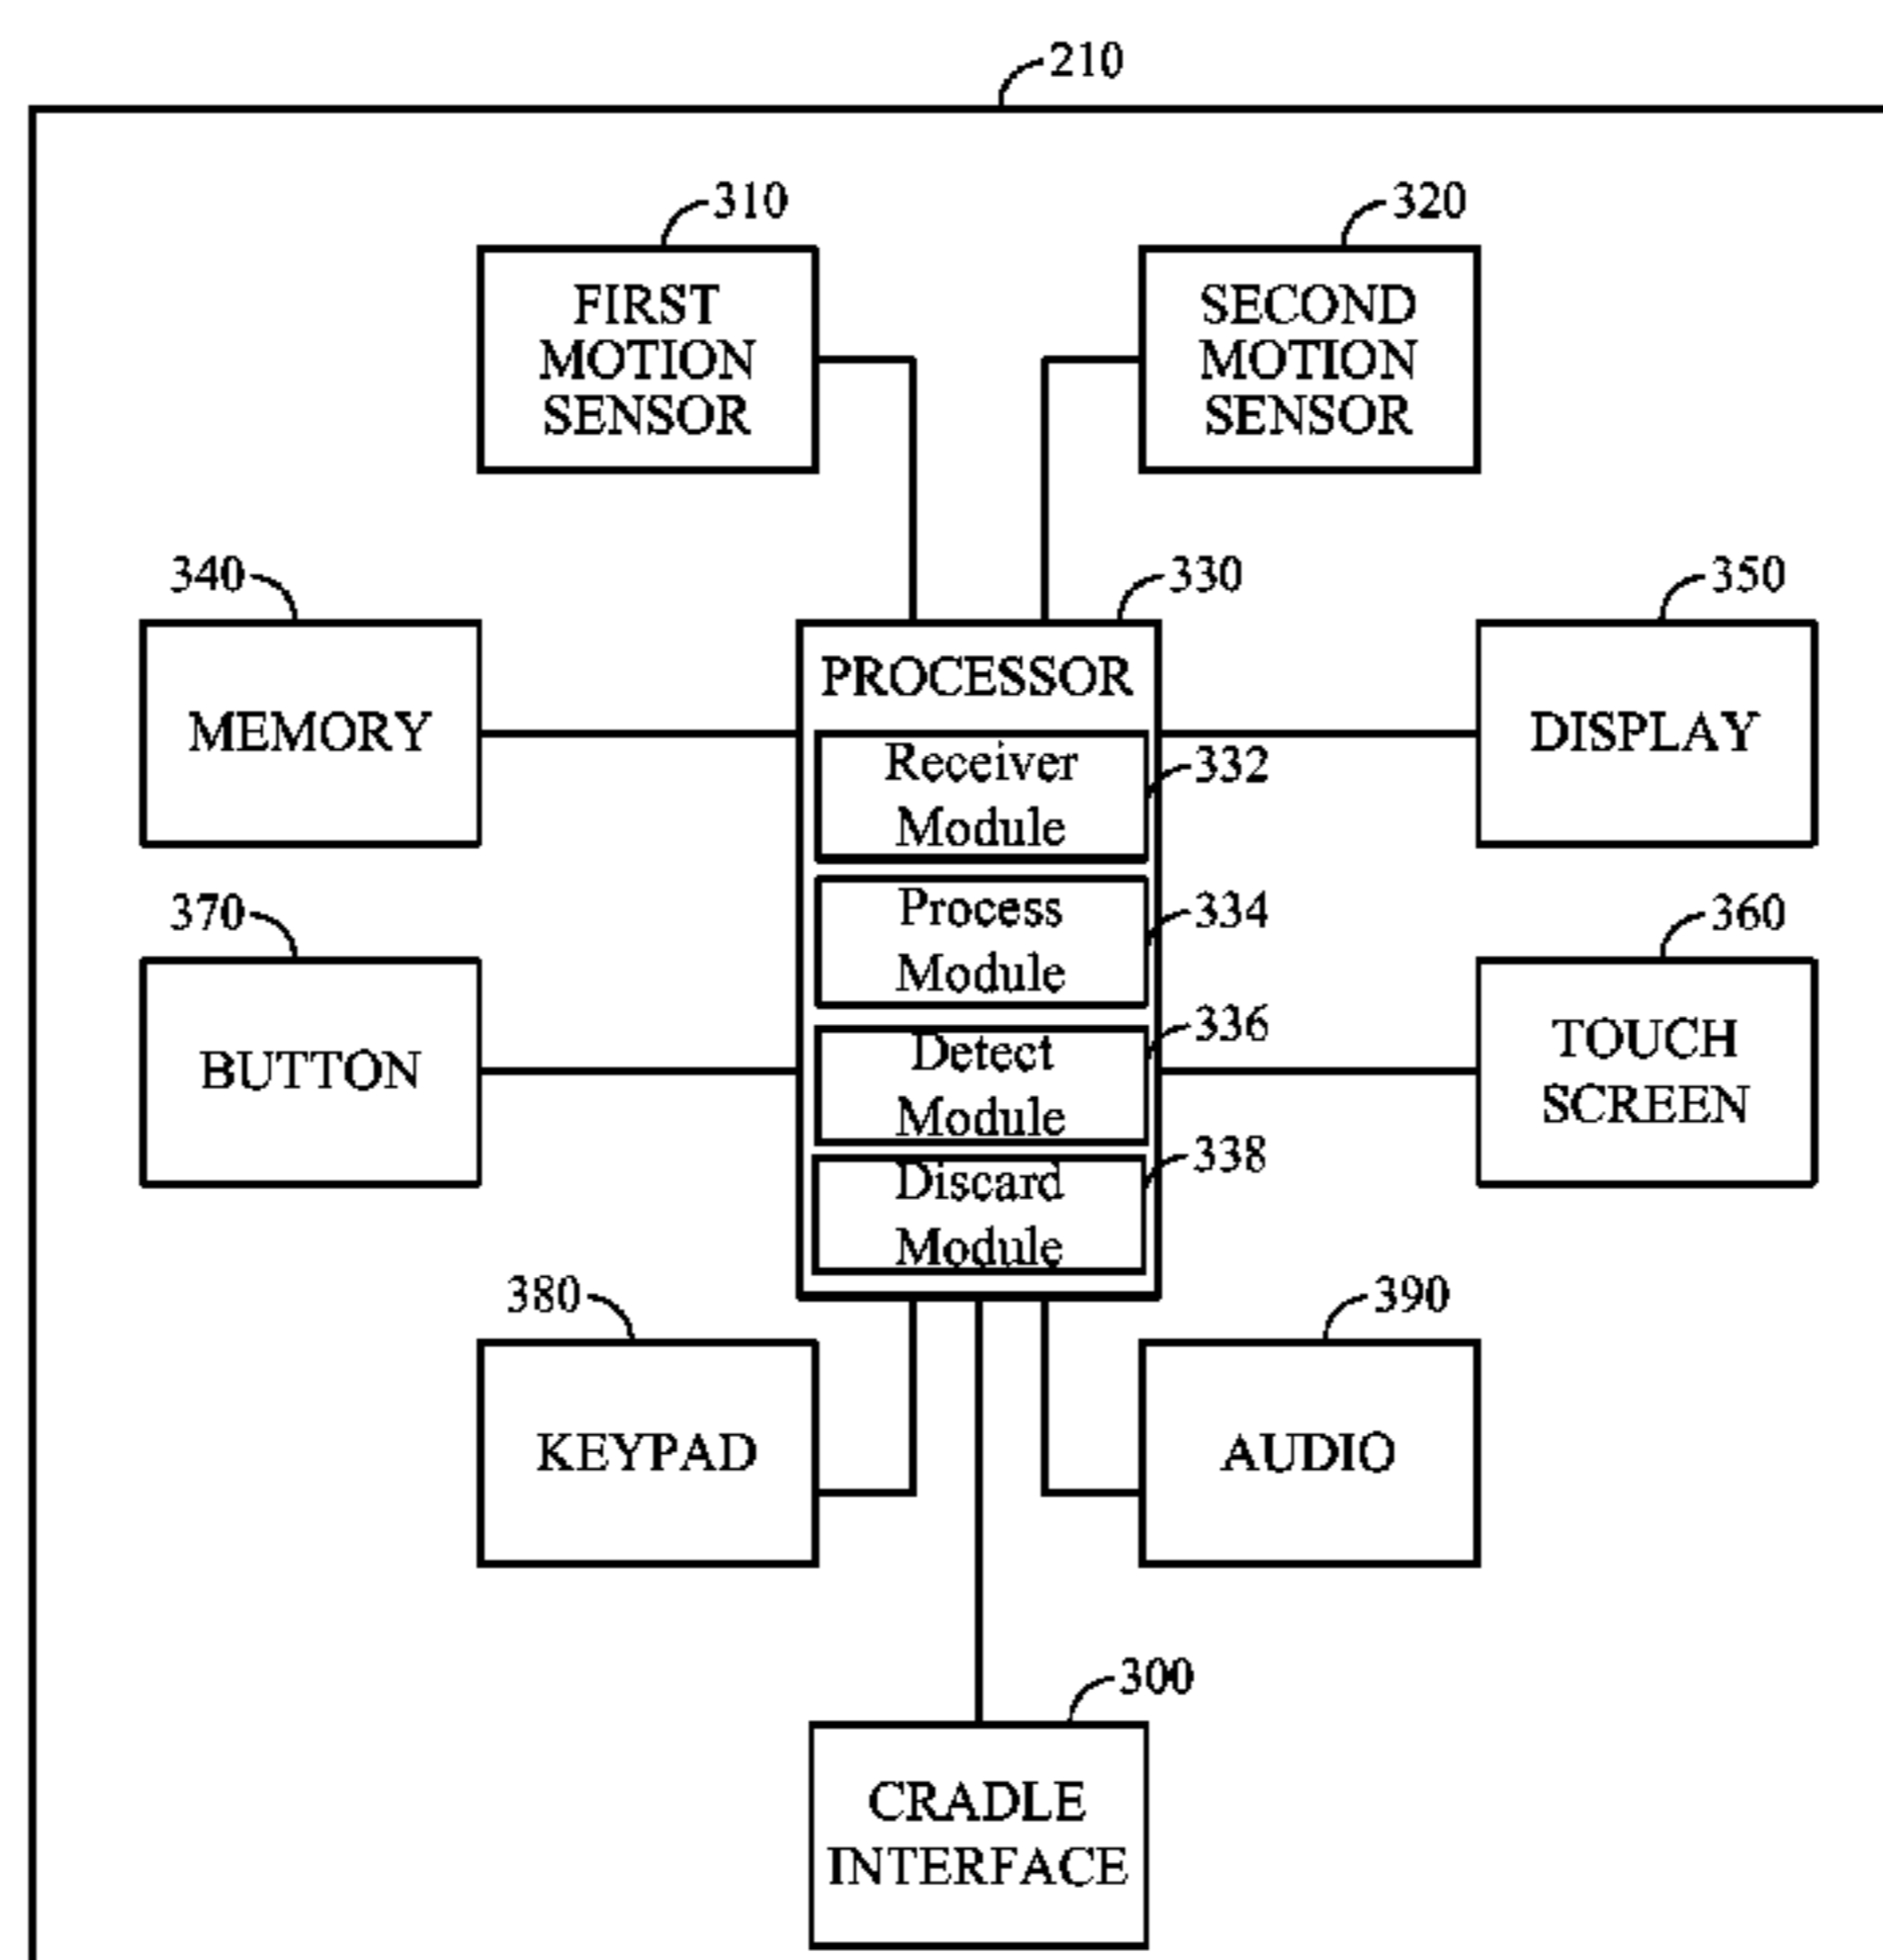 210
310
320
FIRST
MOTION
SENSOR
SECOND
MOTION
SENSOR
340
330
350
MEMORY
PROCESSOR
DISPLAY
Receiver
Module
332
370
Process
Module
334
360
BUTTON
Detect
Module
336
TOUCH
SCREEN
Discard
Module
338
380
390
KEYPAD
AUDIO
300
CRADLE
INTERFACE